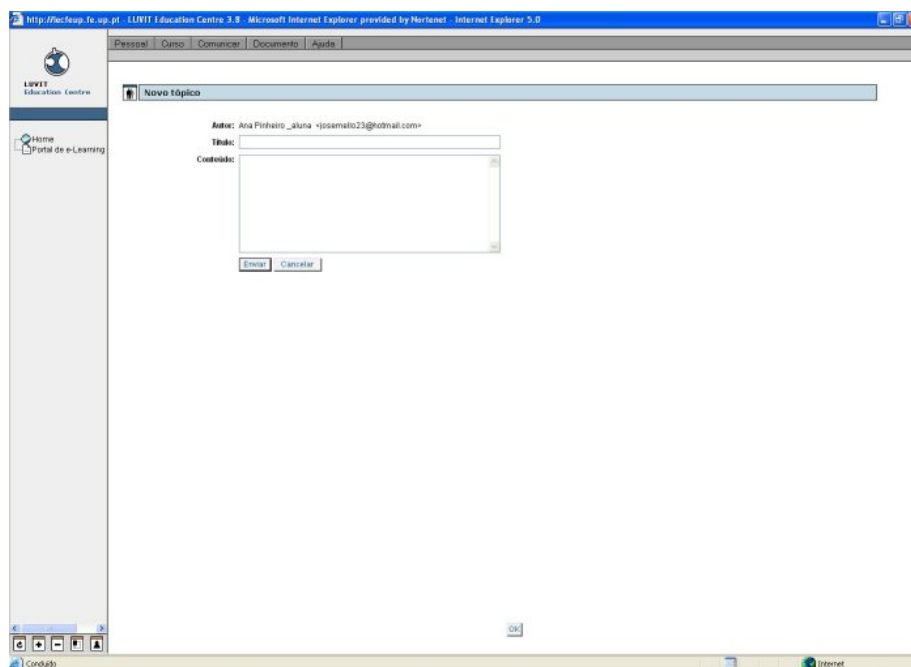 http://lecfeup.fe.up.pt - LUVIT Education Centre 3.8 - Microsoft Internet Explorer provided by Nortenet - Internet Explorer 5.0
Pessoal Curso Comunicar Documento Ajuda
LUVIT
Education Centre
Novo tópico
Home
Portal de e-Learning
Autor: Ana Pinheiro _aluna <josemello23@hotmail.com>
Título:
Conteúdo:
Enviar Cancelar
OK
Concluído Internet